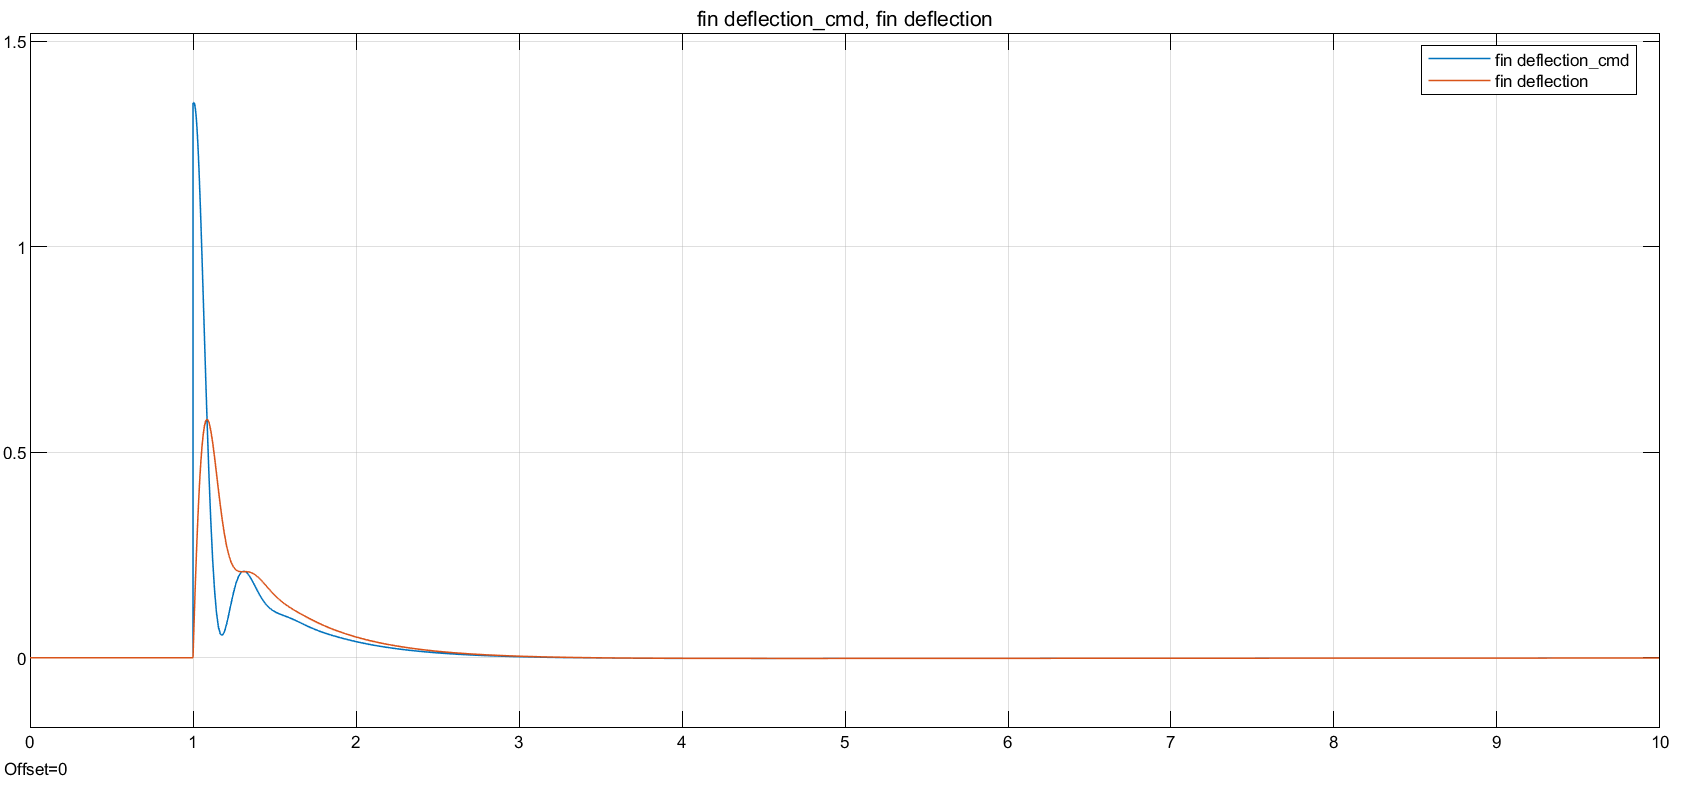 fin deflection_cmd, fin deflection
1.5
fin deflection_cmd
fin deflection
1
0.5
0
0 1 2 3 4 5 6 7 8 9 10
Offset=0